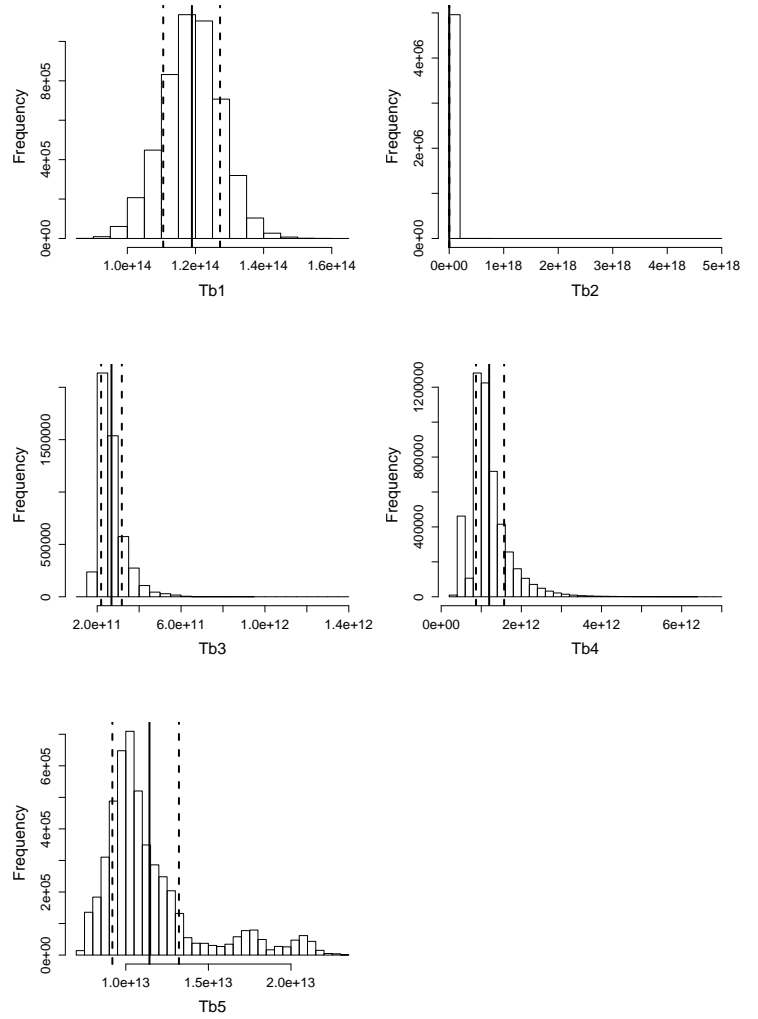 Frequency
0e+00 4e+05 8e+05
1.0e+14 1.2e+14 1.4e+14 1.6e+14
Tb1
Frequency
0e+00 2e+06 4e+06
0e+00 1e+18 2e+18 3e+18 4e+18 5e+18
Tb2
Frequency
0 500000 1500000
2.0e+11 6.0e+11 1.0e+12 1.4e+12
Tb3
Frequency
0 400000 800000 1200000
0e+00 2e+12 4e+12 6e+12
Tb4
Frequency
0e+00 2e+05 4e+05 6e+05
1.0e+13 1.5e+13 2.0e+13
Tb5